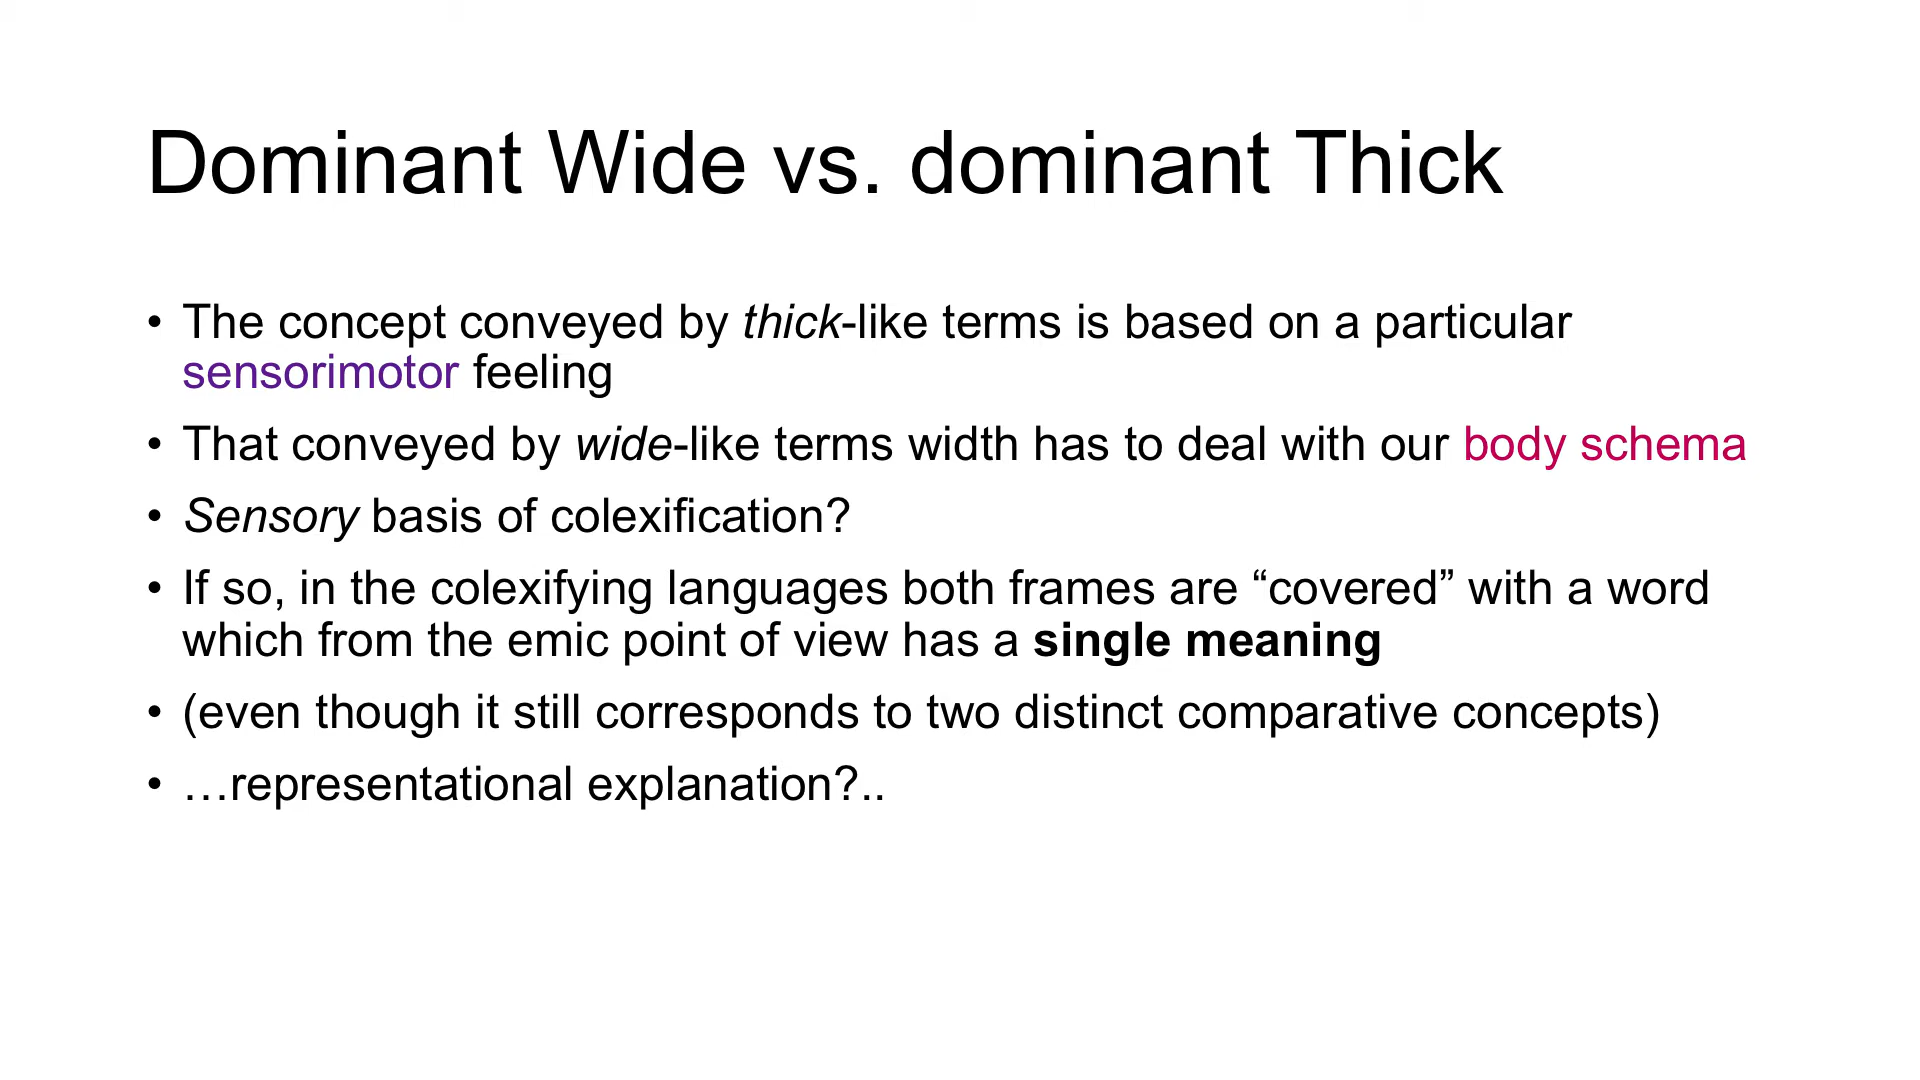 Dominant Wide vs. dominant Thick
• The concept conveyed by thick-like terms is based on a particular
sensorimotor feeling
• That conveyed by wide-like terms width has to deal with our body schema
• Sensory basis of colexification?
• If so, in the colexifying languages both frames are “covered” with a word
which from the emic point of view has a single meaning
• (even though it still corresponds to two distinct comparative concepts)
• …representational explanation?..